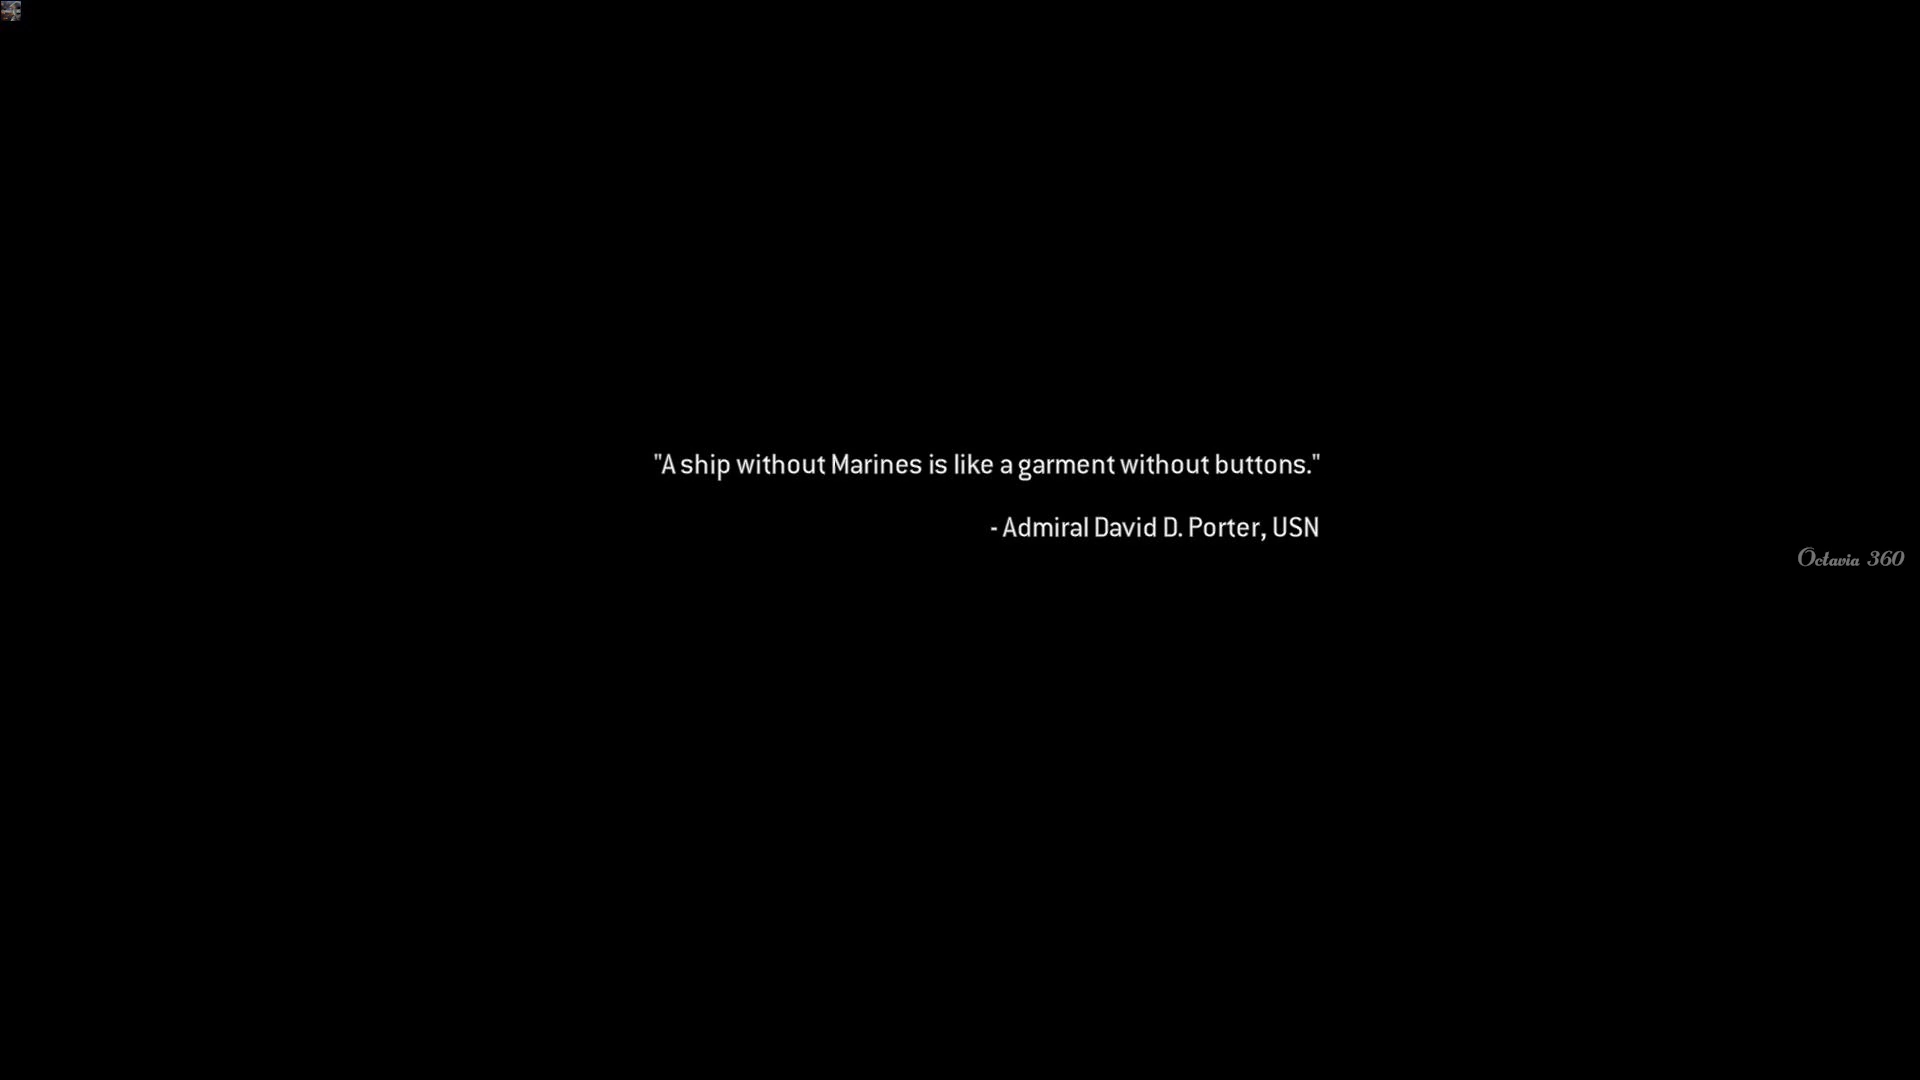 "A ship without Marines is like a garment without buttons."
- Admiral David D. Porter, USN
Octavia 360